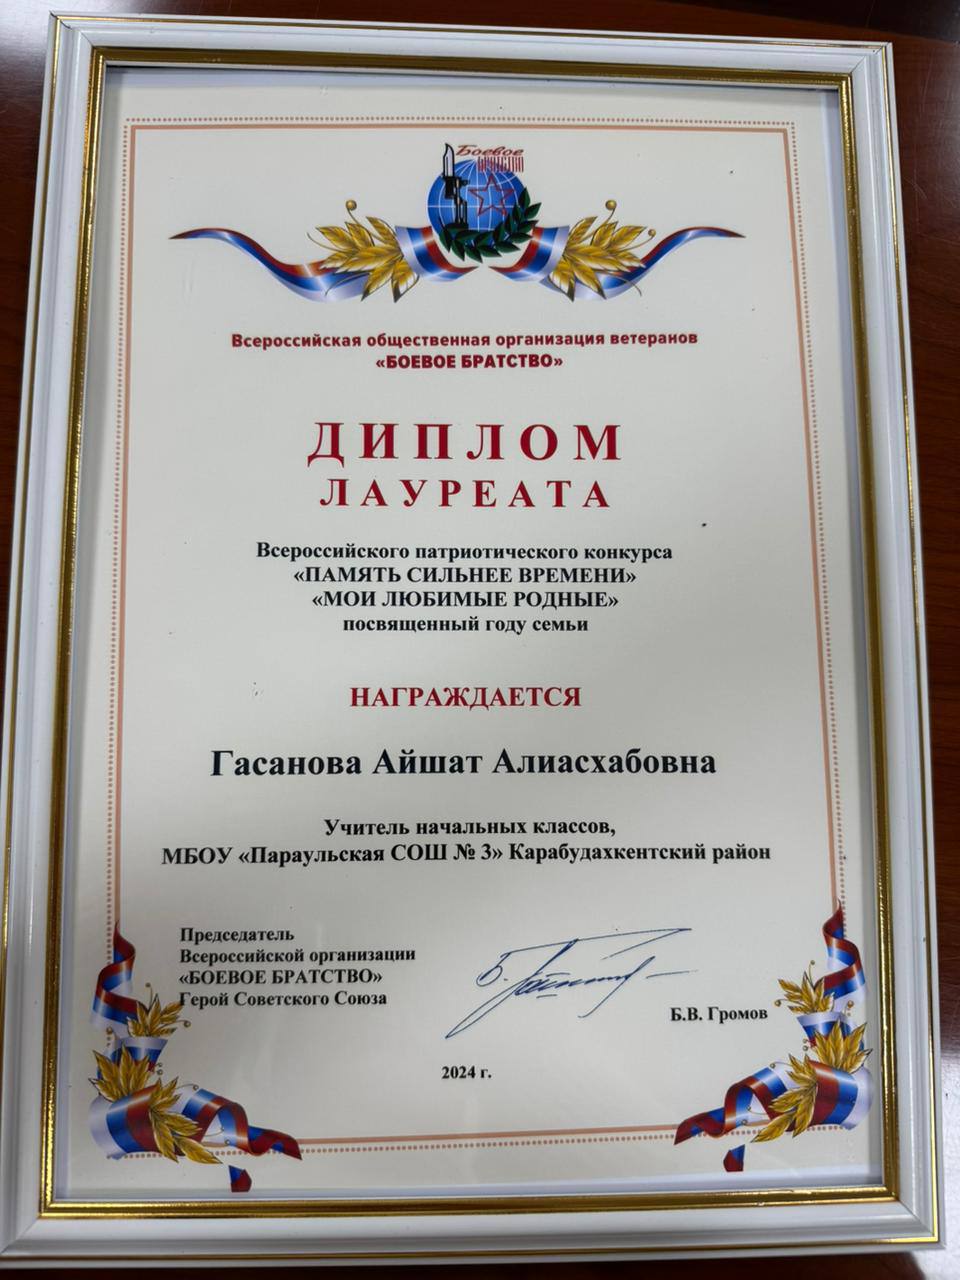 Боевое
БРАТСТВО
Всероссийская общественная организация ветеранов
«БОЕВОЕ БРАТСТВО»
ДИПЛОМ
ЛАУРЕАТА
Всероссийского патриотического конкурса
«ПАМЯТЬ СИЛЬНЕЕ ВРЕМЕНИ»
«МОИ ЛЮБИМЫЕ РОДНЫЕ»
посвященный году семьи
НАГРАЖДАЕТСЯ
Гасанова Айшат Алиасхабовна
Учитель начальных классов,
МБОУ «Параульская СОШ № 3» Карабудахкентский район
Председатель
Всероссийской организации
«БОЕВОЕ БРАТСТВО»
Герой Советского Союза
Б.В. Громов
2024 г.